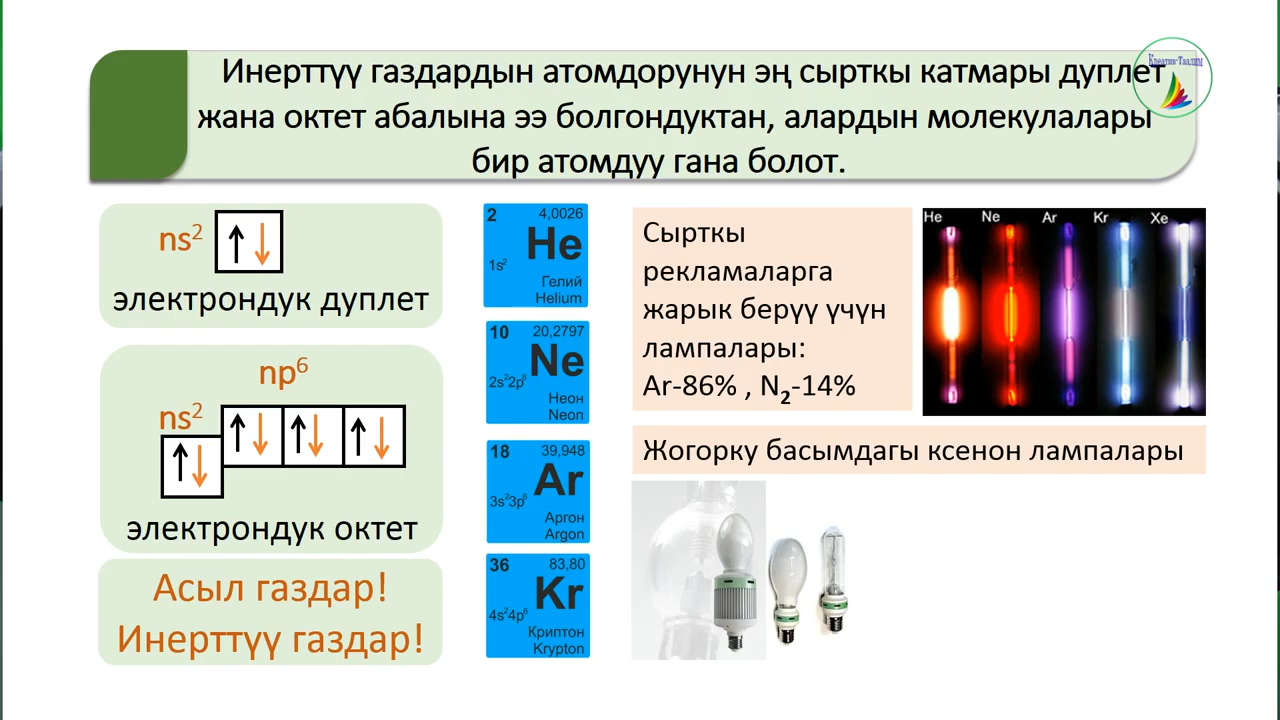 Инерттүү газдардын атомдорунун эң сырткы катмары дуплет
жана октет абалына ээ болгондуктан, алардын молекулалары
бир атомдуу гана болот.
Креатив-Таалим
ns²
электрондук дуплет
np⁶
ns²
электрондук октет
Асыл газдар!
Инерттүү газдар!
2 4,0026
He
1s²
Гелий
Helium
10 20,2797
Ne
2s²2p⁶
Неон
Neon
18 39,948
Ar
3s²3p⁶
Аргон
Argon
36 83,80
Kr
4s²4p⁶
Криптон
Krypton
Сырткы
рекламаларга
жарык берүү үчүн
лампалары:
Ar-86% , N₂-14%
He Ne Ar Kr Xe
Жогорку басымдагы ксенон лампалары